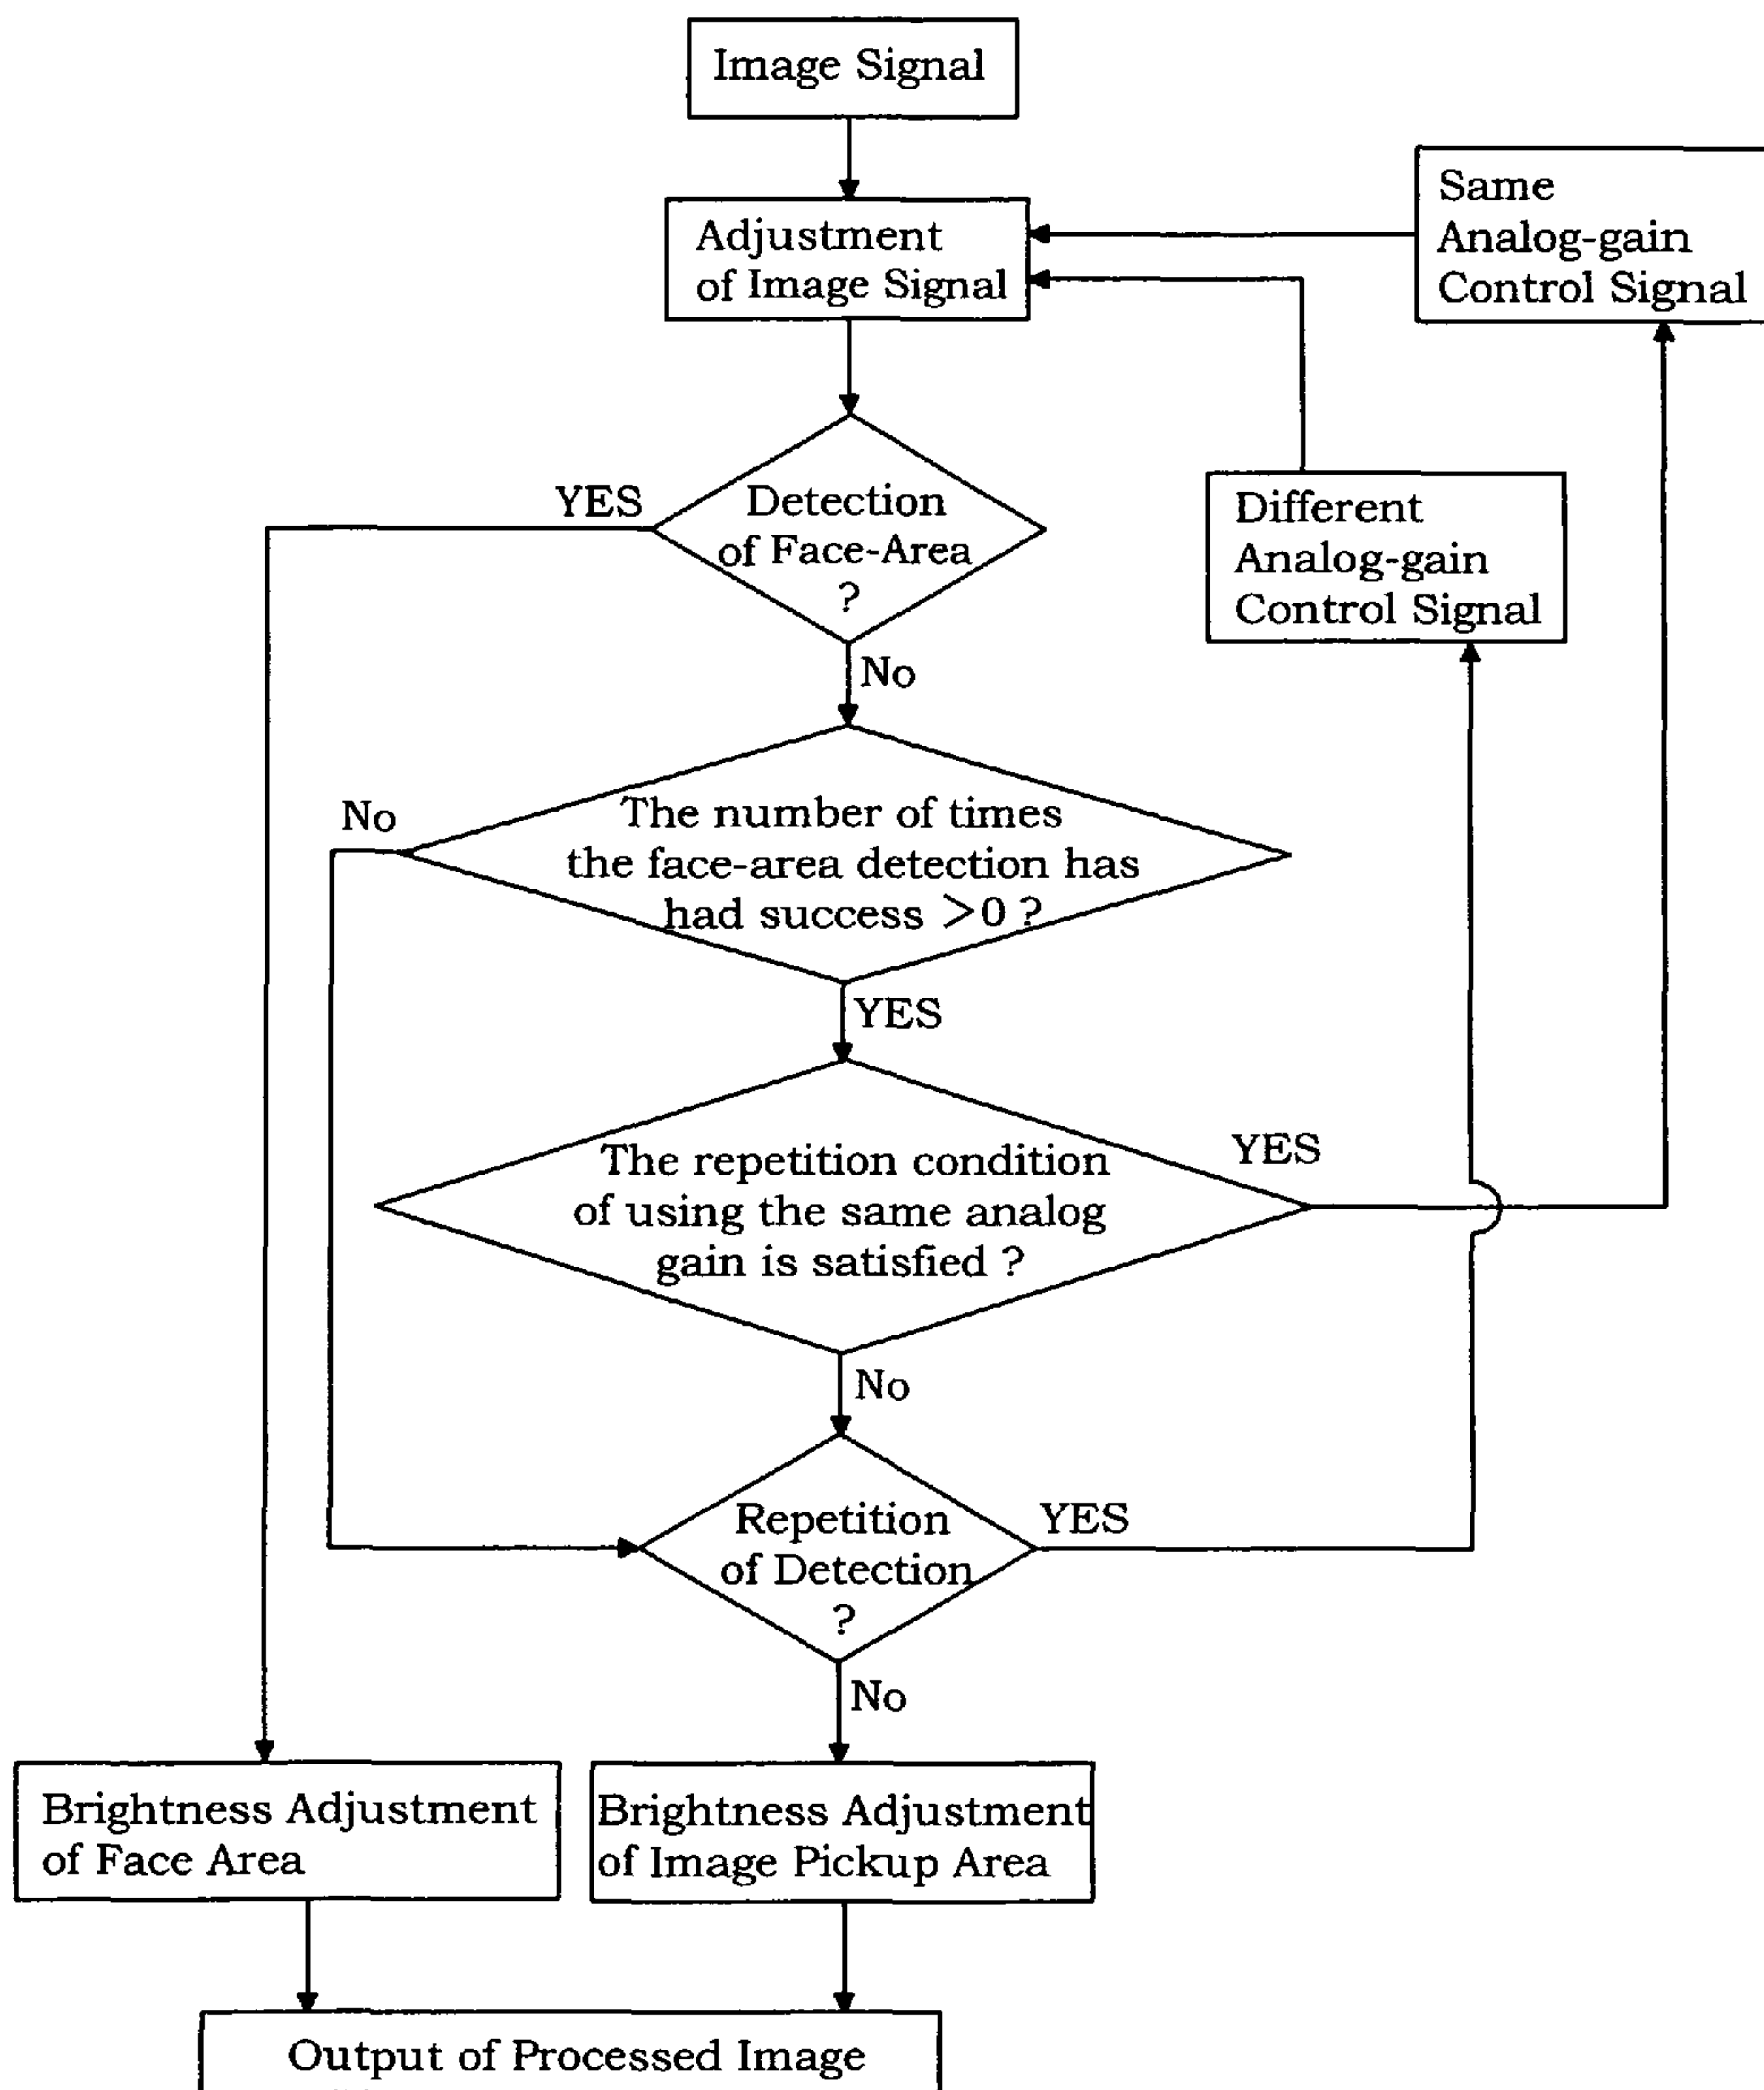 Image Signal
Same
Analog-gain
Control Signal
Adjustment
of Image Signal
YES
Detection
of Face-Area
?
Different
Analog-gain
Control Signal
No
No
The number of times
the face-area detection has
had success >0 ?
YES
YES
The repetition condition
of using the same analog
gain is satisfied ?
No
Repetition
of Detection
?
YES
No
Brightness Adjustment
of Face Area
Brightness Adjustment
of Image Pickup Area
Output of Processed Image